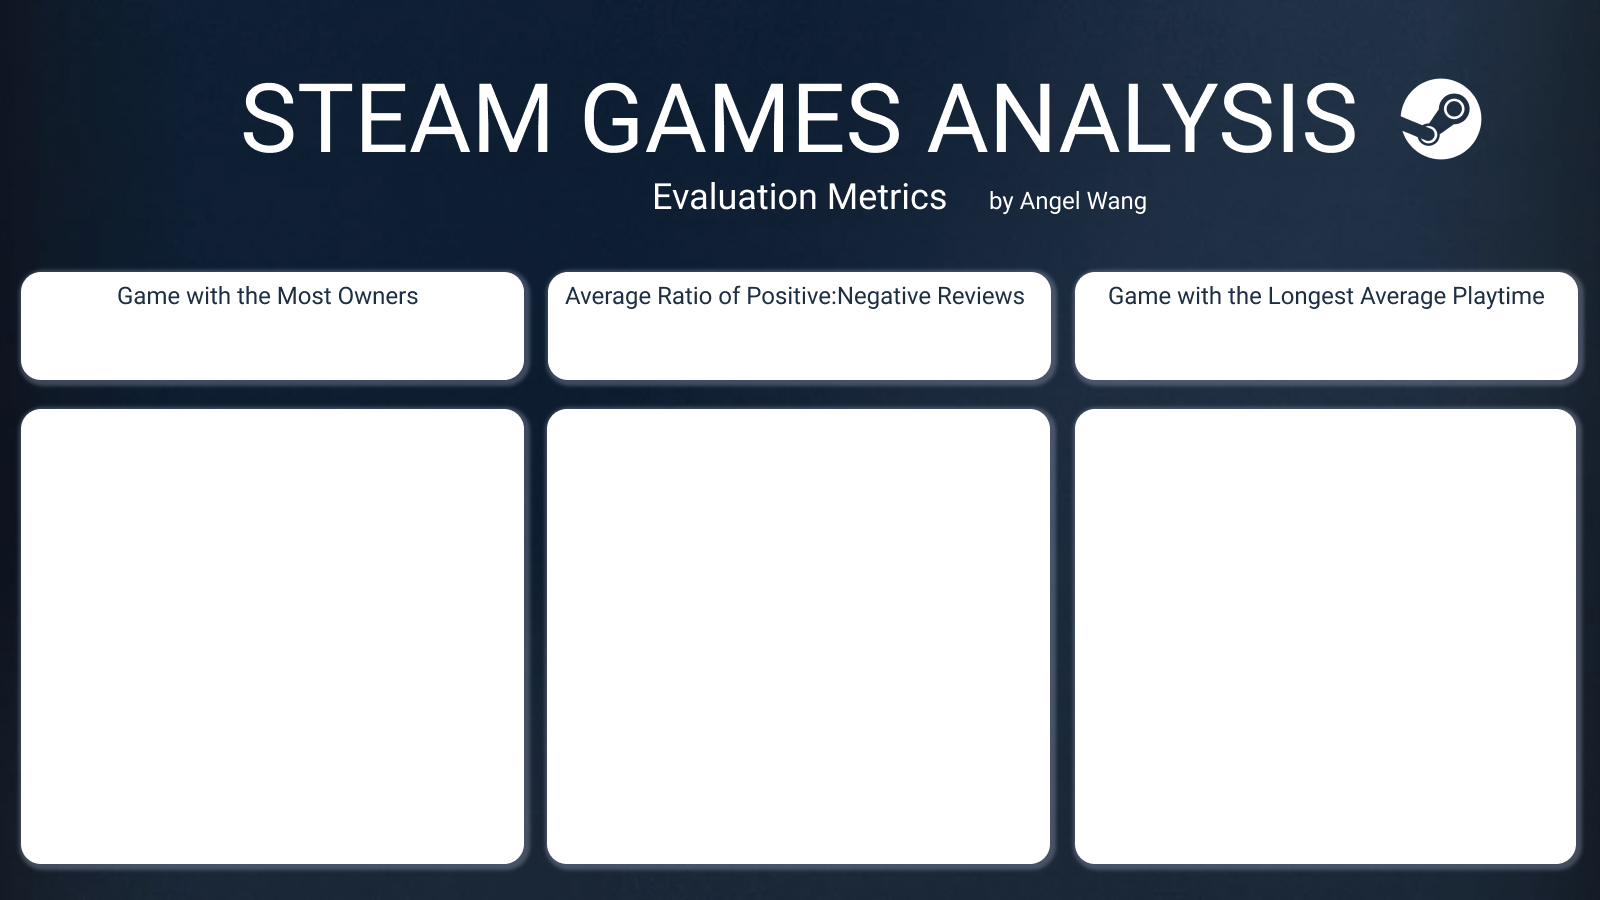 STEAM GAMES ANALYSIS
Evaluation Metrics by Angel Wang
Game with the Most Owners
Average Ratio of Positive:Negative Reviews
Game with the Longest Average Playtime